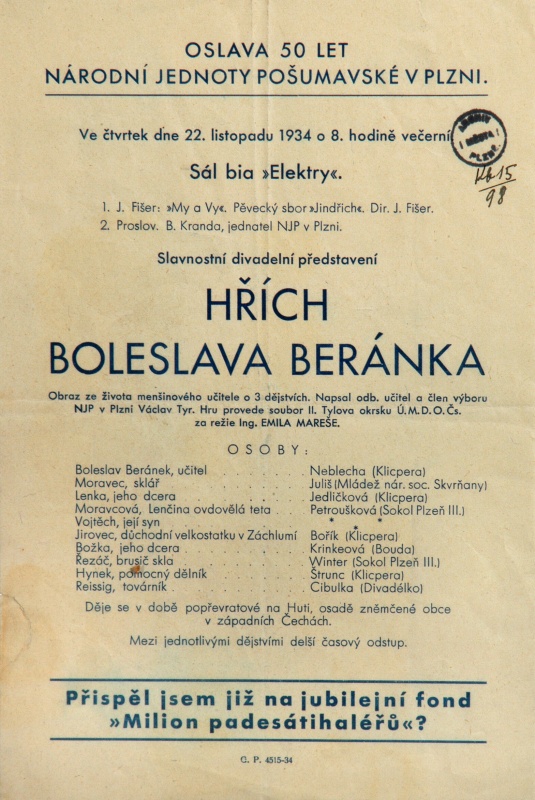 OSLAVA 50 LET
NÁRODNÍ JEDNOTY POŠUMAVSKÉ V PLZNI.
Ve čtvrtek dne 22. listopadu 1934 o 8. hodině večerní
Sál bia »Elektry«.
ARCHIV
MĚSTA
PLZNĚ
Kb 15
98
1. J. Fišer: »My a Vy«. Pěvecký sbor »Jindřich«. Dir. J. Fišer.
2. Proslov. B. Kranda, jednatel NJP v Plzni.
Slavnostní divadelní představení
HŘÍCH
BOLESLAVA BERÁNKA
Obraz ze života menšinového učitele o 3 dějstvích. Napsal odb. učitel a člen výboru
NJP v Plzni Václav Tyr. Hru provede soubor II. Tylova okrsku Ú.M.D.O.Čs.
za režie Ing. EMILA MAREŠE.
OSOBY:
Boleslav Beránek, učitel . . . . . . . Neblecha (Klicpera)
Moravec, sklář . . . . . . . Juliš (Mládež nár. soc. Skvrňany)
Lenka, jeho dcera . . . . . . . Jedličková (Klicpera)
Moravcová, Lenčina ovdovělá teta . . . Petroušková (Sokol Plzeň III.)
Vojtěch, její syn . . . . . . . * * *
Jirovec, důchodní velkostatku v Záchlumí Bořík (Klicpera)
Božka, jeho dcera . . . . . . . Krinkeová (Bouda)
Řezáč, brusič skla . . . . . . . Winter (Sokol Plzeň III.)
Hynek, pomocný dělník . . . . . . . Štrunc (Klicpera)
Reissig, továrník . . . . . . . Cibulka (Divadélko)
Děje se v době popřevratové na Huti, osadě zněmčené obce
v západních Čechách.
Mezi jednotlivými dějstvími delší časový odstup.
Přispěl jsem již na jubilejní fond
»Milion padesátihaléřů«?
C. P. 4515-34